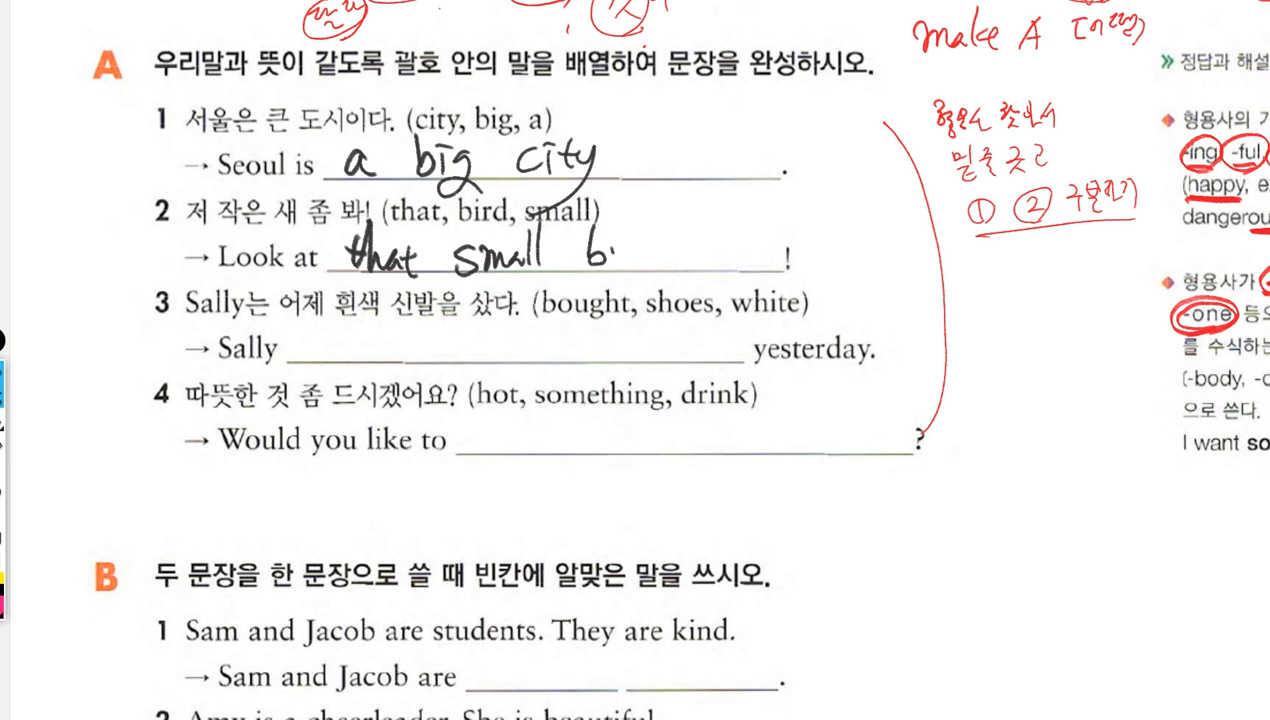 make A
A 우리말과 뜻이 같도록 괄호 안의 말을 배열하여 문장을 완성하시오.
» 정답과 해설
1 서울은 큰 도시이다. (city, big, a)
→ Seoul is a big city.
2 저 작은 새 좀 봐! (that, bird, small)
→ Look at that small b !
3 Sally는 어제 흰색 신발을 샀다. (bought, shoes, white)
→ Sally yesterday.
4 따뜻한 것 좀 드시겠어요? (hot, something, drink)
→ Would you like to ?
형용사 찾아서
밑줄 긋고
① ② 구분하기
형용사의 기
-ing, -ful,
(happy, e
dangerou
형용사가
-one 등으
를 수식하는
(-body, -o
으로 쓴다.
I want so
B 두 문장을 한 문장으로 쓸 때 빈칸에 알맞은 말을 쓰시오.
1 Sam and Jacob are students. They are kind.
→ Sam and Jacob are .
2 Amy is a cheerleader. She is beautiful.